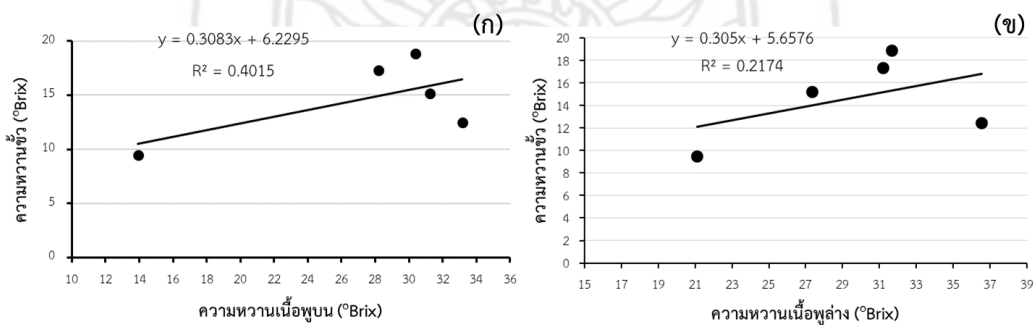 (ก)
y = 0.3083x + 6.2295
R² = 0.4015
ความหวานขั้ว (°Brix)
20
15
10
5
0
10 12 14 16 18 20 22 24 26 28 30 32 34 36
ความหวานเนื้อพูบน (°Brix)
(ข)
y = 0.305x + 5.6576
R² = 0.2174
ความหวานขั้ว (°Brix)
20
18
16
14
12
10
8
6
4
2
0
15 17 19 21 23 25 27 29 31 33 35 37 39
ความหวานเนื้อพูล่าง (°Brix)